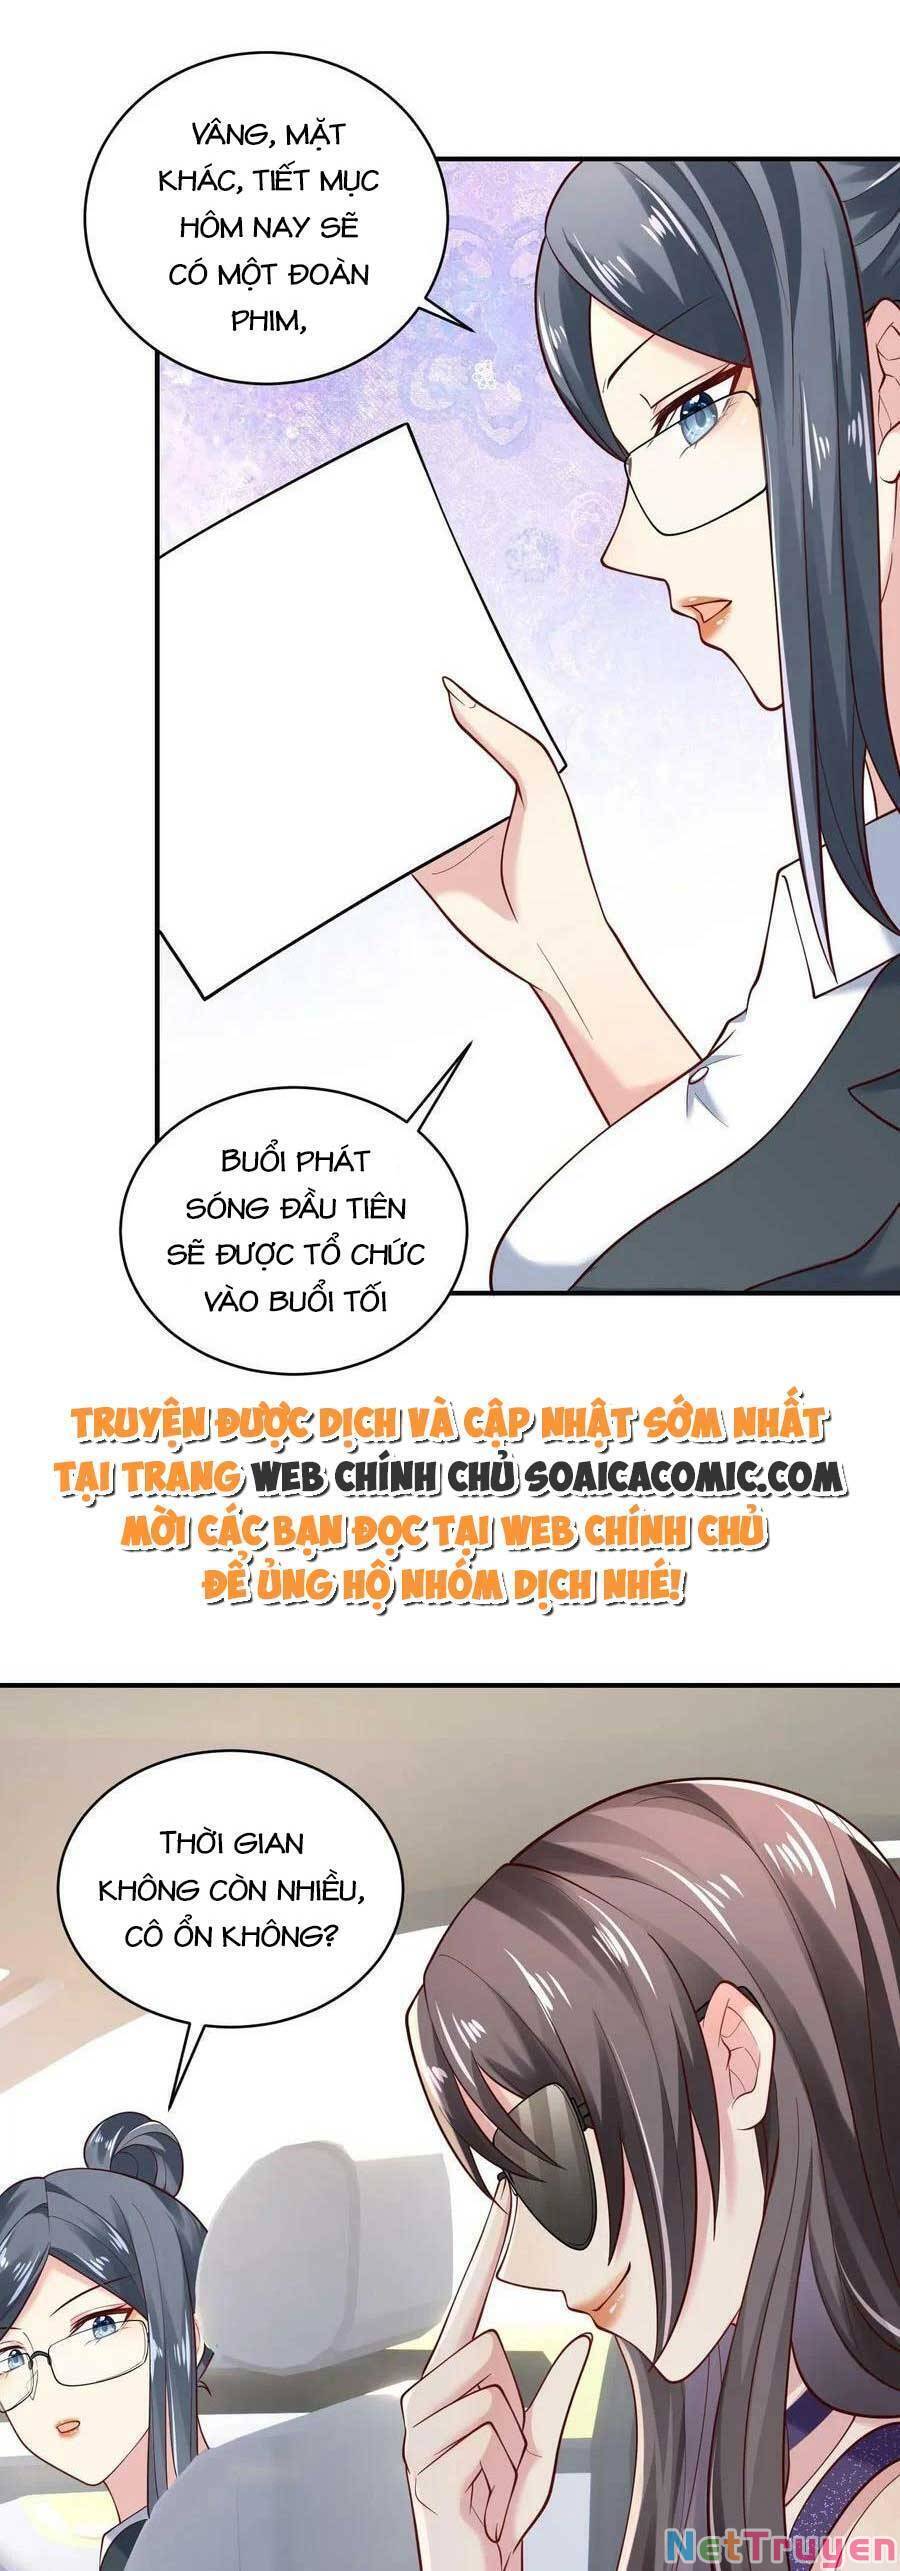 VÂNG, MẶT
KHÁC, TIẾT MỤC
HÔM NAY SẼ
CÓ MỘT ĐOÀN
PHIM,
BUỔI PHÁT
SÓNG ĐẦU TIÊN
SẼ ĐƯỢC TỔ CHỨC
VÀO BUỔI TỐI
TRUYỆN ĐƯỢC DỊCH VÀ CẬP NHẬT SỚM NHẤT
TẠI TRANG WEB CHÍNH CHỦ SOAICACOMIC.COM
MỜI CÁC BẠN ĐỌC TẠI WEB CHÍNH CHỦ
ĐỂ ỦNG HỘ NHÓM DỊCH NHÉ!
THỜI GIAN
KHÔNG CÒN NHIỀU,
CÔ ỔN KHÔNG?
NetTruyen